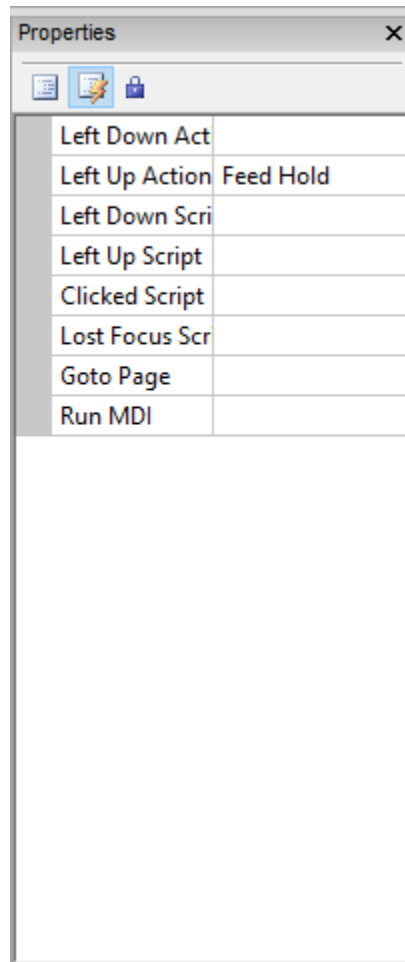 Properties
Left Down Act
Left Up Action Feed Hold
Left Down Scri
Left Up Script
Clicked Script
Lost Focus Scr
Goto Page
Run MDI